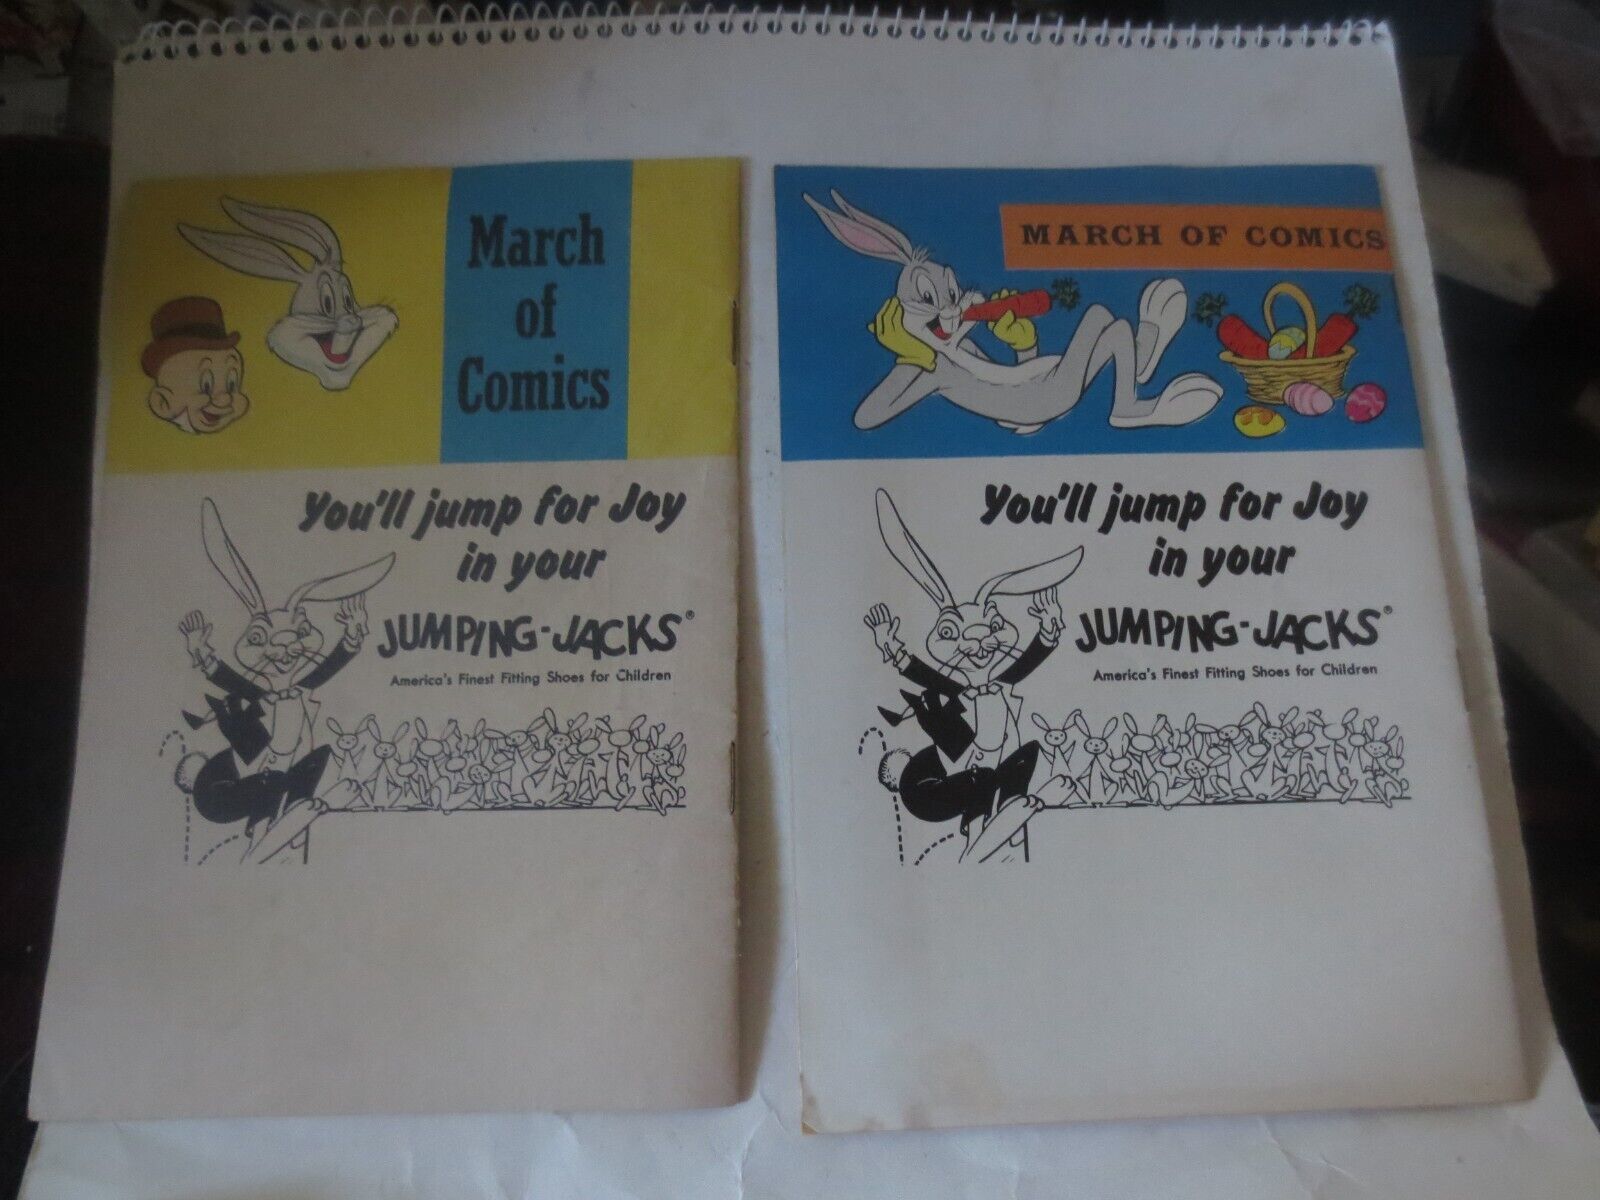 March
of
Comics
You'll jump for Joy
in your
JUMPING-JACKS®
America's Finest Fitting Shoes for Children
MARCH OF COMICS
You'll jump for Joy
in your
JUMPING-JACKS®
America's Finest Fitting Shoes for Children